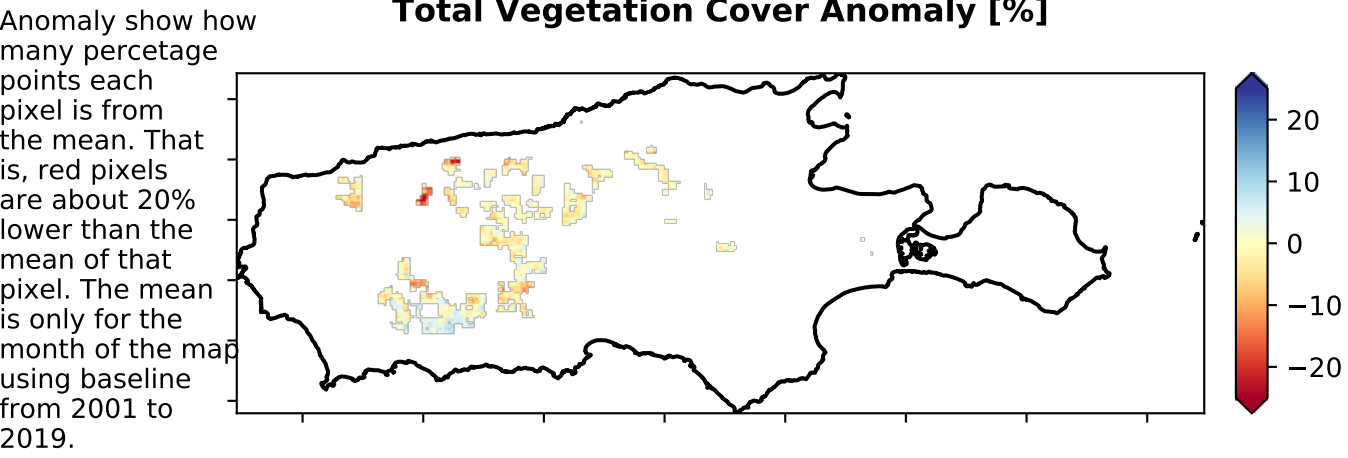 Total Vegetation Cover Anomaly [%]
Anomaly show how
many percetage
points each
pixel is from
the mean. That
is, red pixels
are about 20%
lower than the
mean of that
pixel. The mean
is only for the
month of the map
using baseline
from 2001 to
2019.
20
10
0
−10
−20